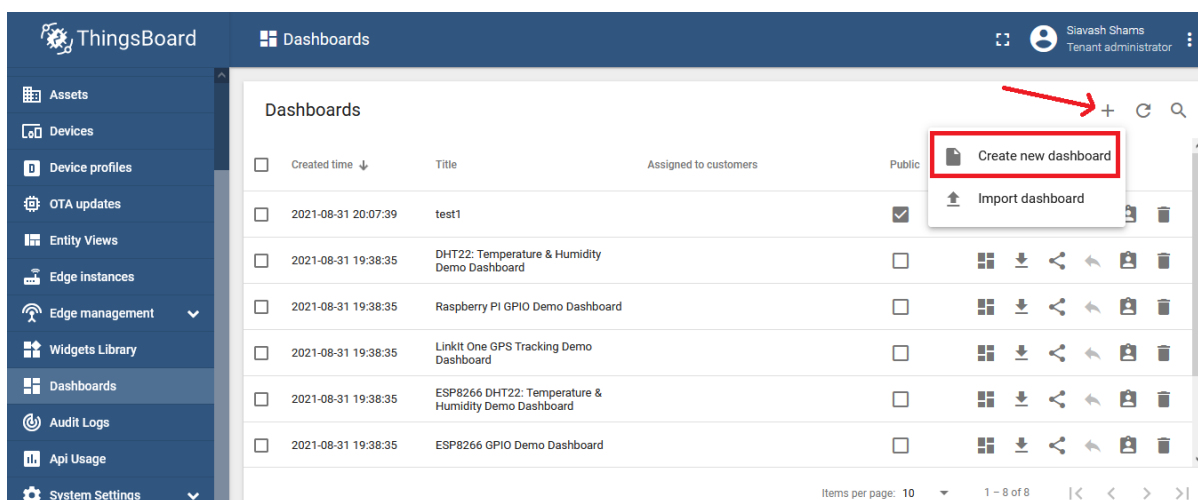 ThingsBoard
Dashboards
Siavash Shams
Tenant administrator
Assets
Devices
Device profiles
OTA updates
Entity Views
Edge instances
Edge management
Widgets Library
Dashboards
Audit Logs
Api Usage
System Settings
Dashboards
Create new dashboard
Import dashboard
Created time Title Assigned to customers Public
2021-08-31 20:07:39 test1
2021-08-31 19:38:35 DHT22: Temperature & Humidity
Demo Dashboard
2021-08-31 19:38:35 Raspberry PI GPIO Demo Dashboard
2021-08-31 19:38:35 LinkIt One GPS Tracking Demo
Dashboard
2021-08-31 19:38:35 ESP8266 DHT22: Temperature &
Humidity Demo Dashboard
2021-08-31 19:38:35 ESP8266 GPIO Demo Dashboard
Items per page: 10 1 – 8 of 8